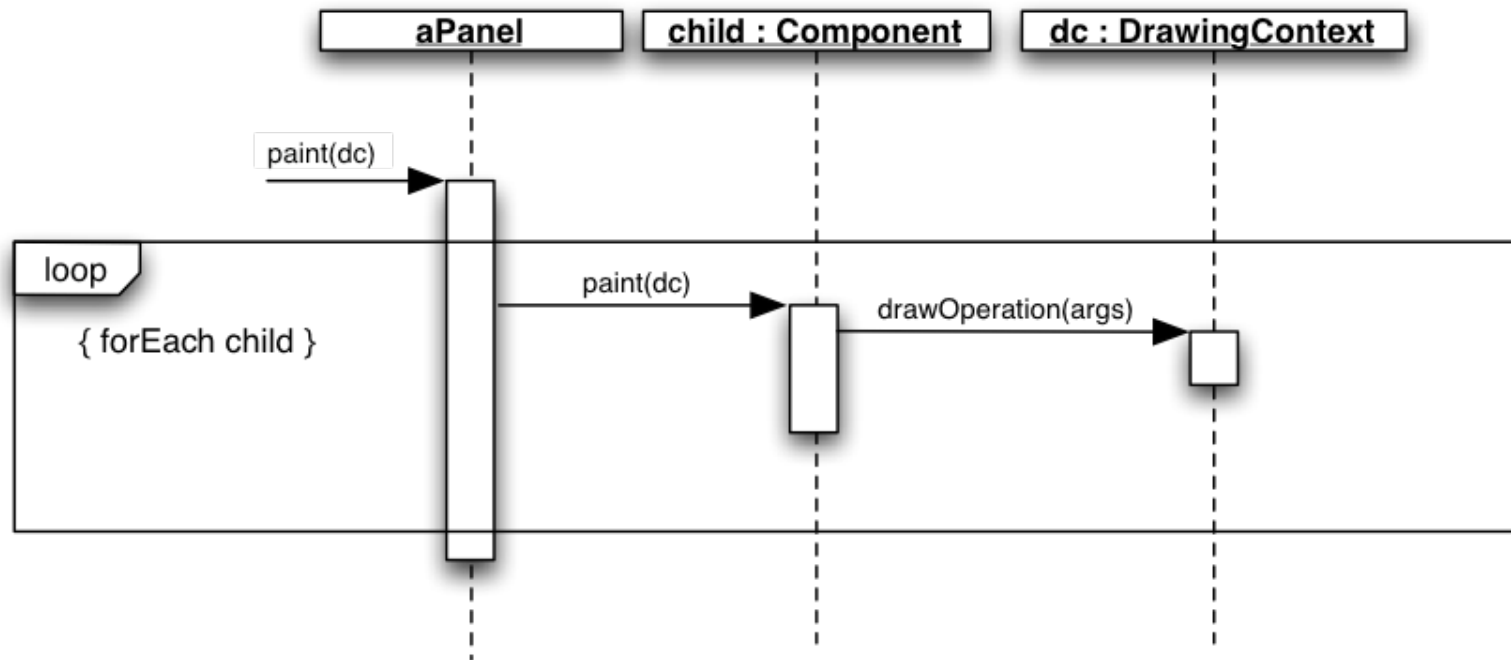 aPanel
child : Component
dc : DrawingContext
paint(dc)
loop
paint(dc)
drawOperation(args)
{ forEach child }